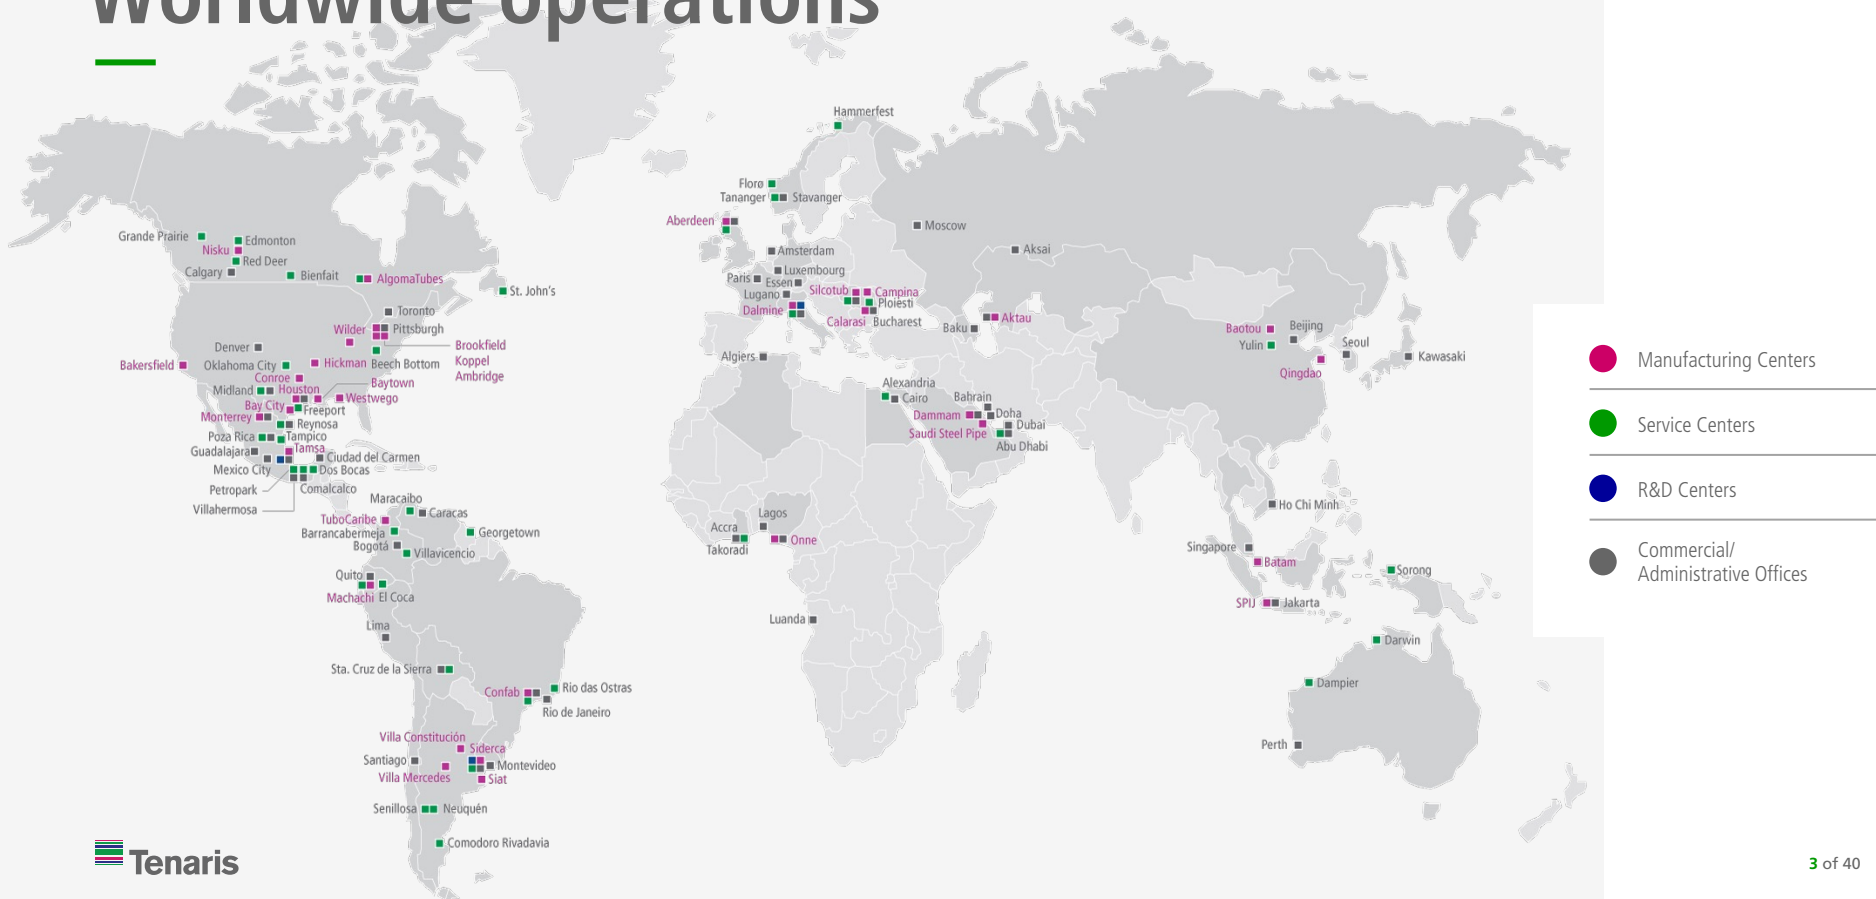 Worldwide operations
Hammerfest
Florø
Tananger
Stavanger
Aberdeen
Moscow
Grande Prairie
Edmonton
Nisku
Red Deer
Calgary
Bienfait
AlgomaTubes
St. John's
Amsterdam
Aksai
Luxembourg
Paris
Essen
Lugano
Silcotub
Campina
Ploiesti
Dalmine
Calarasi
Bucharest
Baku
Aktau
Toronto
Wilder
Pittsburgh
Brookfield
Koppel
Ambridge
Denver
Bakersfield
Oklahoma City
Hickman
Beech Bottom
Conroe
Baytown
Midland
Houston
Westwego
Bay City
Freeport
Monterrey
Reynosa
Poza Rica
Tampico
Guadalajara
Tamsa
Ciudad del Carmen
Mexico City
Dos Bocas
Petropark
Comalcalco
Villahermosa
Algiers
Alexandria
Cairo
Bahrain
Dammam
Doha
Dubai
Saudi Steel Pipe
Abu Dhabi
Baotou
Beijing
Yulin
Seoul
Kawasaki
Qingdao
Manufacturing Centers
Service Centers
R&D Centers
Commercial/
Administrative Offices
Maracaibo
Caracas
TuboCaribe
Barrancabermeja
Georgetown
Bogotá
Villavicencio
Quito
Machachi
El Coca
Lima
Lagos
Accra
Takoradi
Onne
Luanda
Ho Chi Minh
Singapore
Batam
Sorong
SPIJ
Jakarta
Darwin
Dampier
Perth
Sta. Cruz de la Sierra
Confab
Rio das Ostras
Rio de Janeiro
Villa Constitución
Siderca
Santiago
Montevideo
Villa Mercedes
Siat
Senillosa
Neuquén
Comodoro Rivadavia
Tenaris
3 of 40